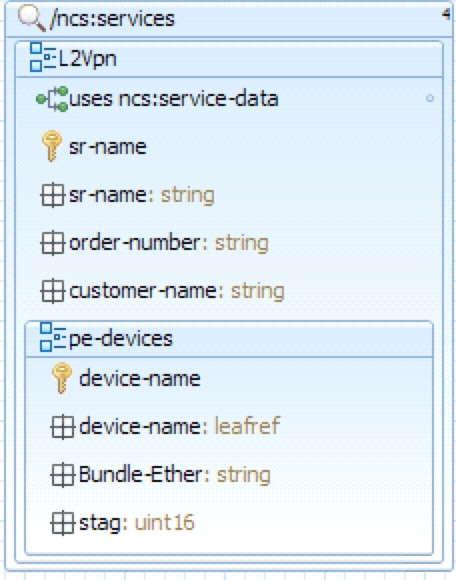 /ncs:services
4
L2Vpn
uses ncs:service-data
sr-name
sr-name: string
order-number: string
customer-name: string
pe-devices
device-name
device-name: leafref
Bundle-Ether: string
stag: uint16